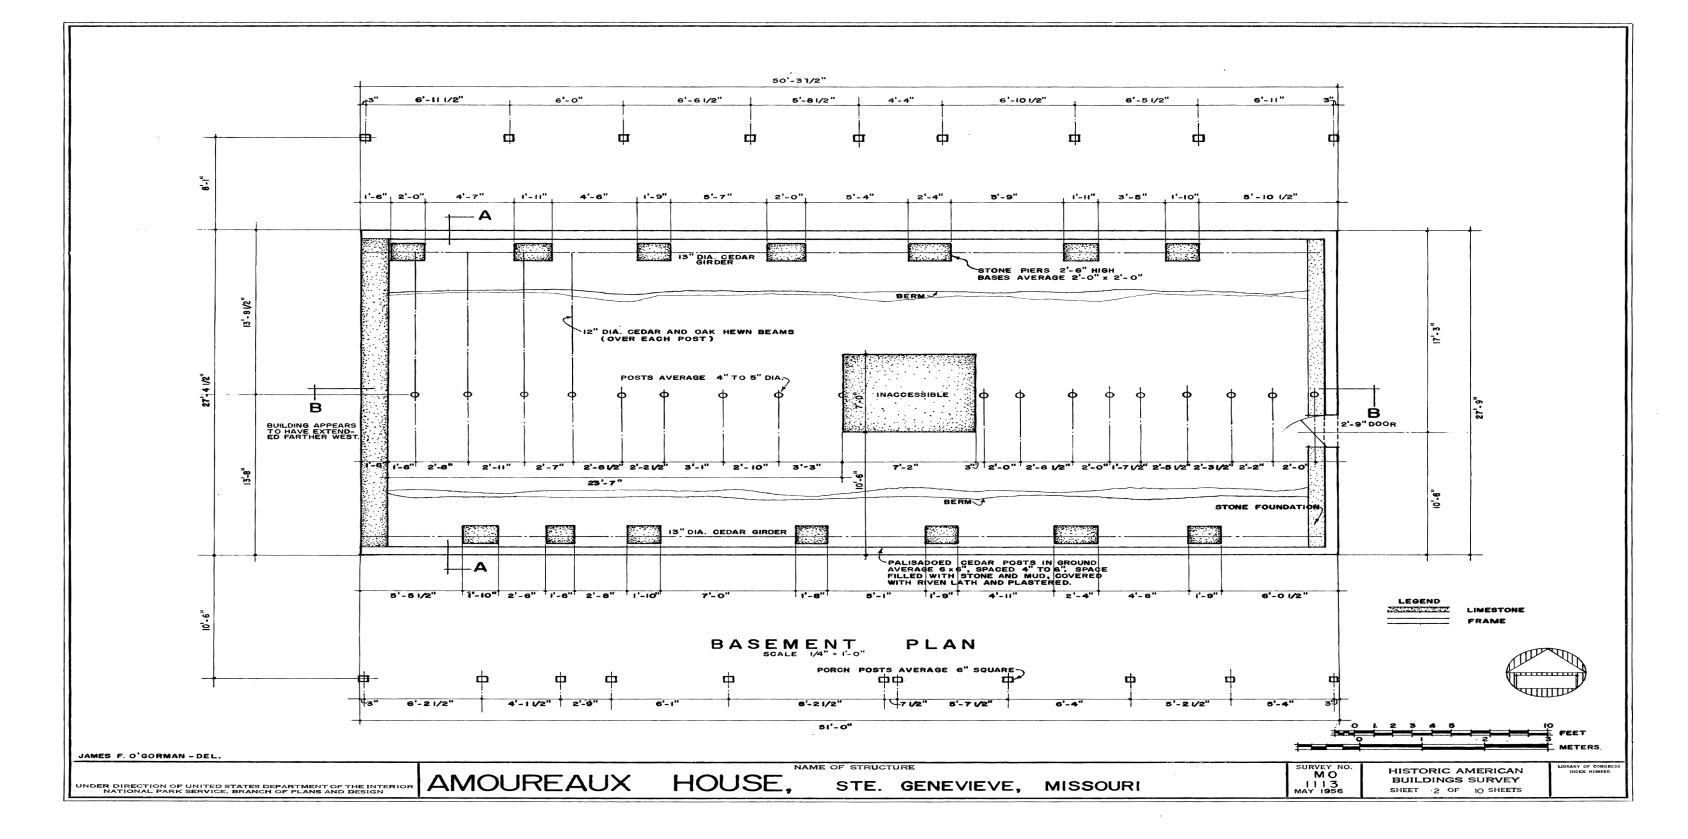 50'-3 1/2"
3" 6'-11 1/2" 6'-0" 6'-6 1/2" 5'-8 1/2" 4'-4" 6'-10 1/2" 6'-5 1/2" 6'-11" 3"
8'-1"
1'-6" 2'-0" 4'-7" 1'-11" 4'-6" 1'-9" 5'-7" 2'-0" 5'-4" 2'-4" 5'-9" 1'-11" 3'-5" 1'-10" 5'-10 1/2"
A
13" DIA. CEDAR
GIRDER
STONE PIERS 2'-6" HIGH
BASES AVERAGE 2'-0" x 2'-0"
BERM
13'-8 1/2"
12" DIA. CEDAR AND OAK HEWN BEAMS
(OVER EACH POST)
17'-3"
POSTS AVERAGE 4" TO 5" DIA.
27'-4 1/2"
INACCESSIBLE
7'-0"
27'-9"
B
B
BUILDING APPEARS
TO HAVE EXTEND-
ED FARTHER WEST.
2'-9" DOOR
1'-6" 1'-6" 2'-8" 2'-11" 2'-7" 2'-6 1/2" 2'-2 1/2" 3'-1" 2'-10" 3'-3" 7'-2" 3" 2'-0" 2'-6 1/2" 2'-0" 1'-7 1/2" 2'-5 1/2" 2'-3 1/2" 2'-2" 2'-0"
13'-8"
23'-7"
10'-6"
10'-6"
BERM
STONE FOUNDATION
13" DIA. CEDAR GIRDER
A
PALISADOED CEDAR POSTS IN GROUND
AVERAGE 6 x 6", SPACED 4" TO 6". SPACE
FILLED WITH STONE AND MUD, COVERED
WITH RIVEN LATH AND PLASTERED.
5'-5 1/2" 1'-10" 2'-6" 1'-6" 2'-8" 1'-10" 7'-0" 1'-8" 5'-1" 1'-9" 4'-11" 2'-4" 4'-8" 1'-9" 6'-0 1/2"
10'-6"
LEGEND
LIMESTONE
FRAME
BASEMENT PLAN
SCALE 1/4" = 1'-0"
PORCH POSTS AVERAGE 6" SQUARE
3" 6'-2 1/2" 4'-1 1/2" 2'-9" 6'-1" 8'-2 1/2" 7 1/2" 5'-7 1/2" 6'-4" 5'-2 1/2" 5'-4" 3"
51'-0"
0 1 2 3 4 5 10
FEET
0 1 2 3
METERS
JAMES F. O'GORMAN - DEL.
UNDER DIRECTION OF UNITED STATES DEPARTMENT OF THE INTERIOR
NATIONAL PARK SERVICE, BRANCH OF PLANS AND DESIGN
NAME OF STRUCTURE
AMOUREAUX HOUSE, STE. GENEVIEVE, MISSOURI
SURVEY NO.
MO
1113
MAY 1956
HISTORIC AMERICAN
BUILDINGS SURVEY
SHEET 2 OF 10 SHEETS
LIBRARY OF CONGRESS
INDEX NUMBER